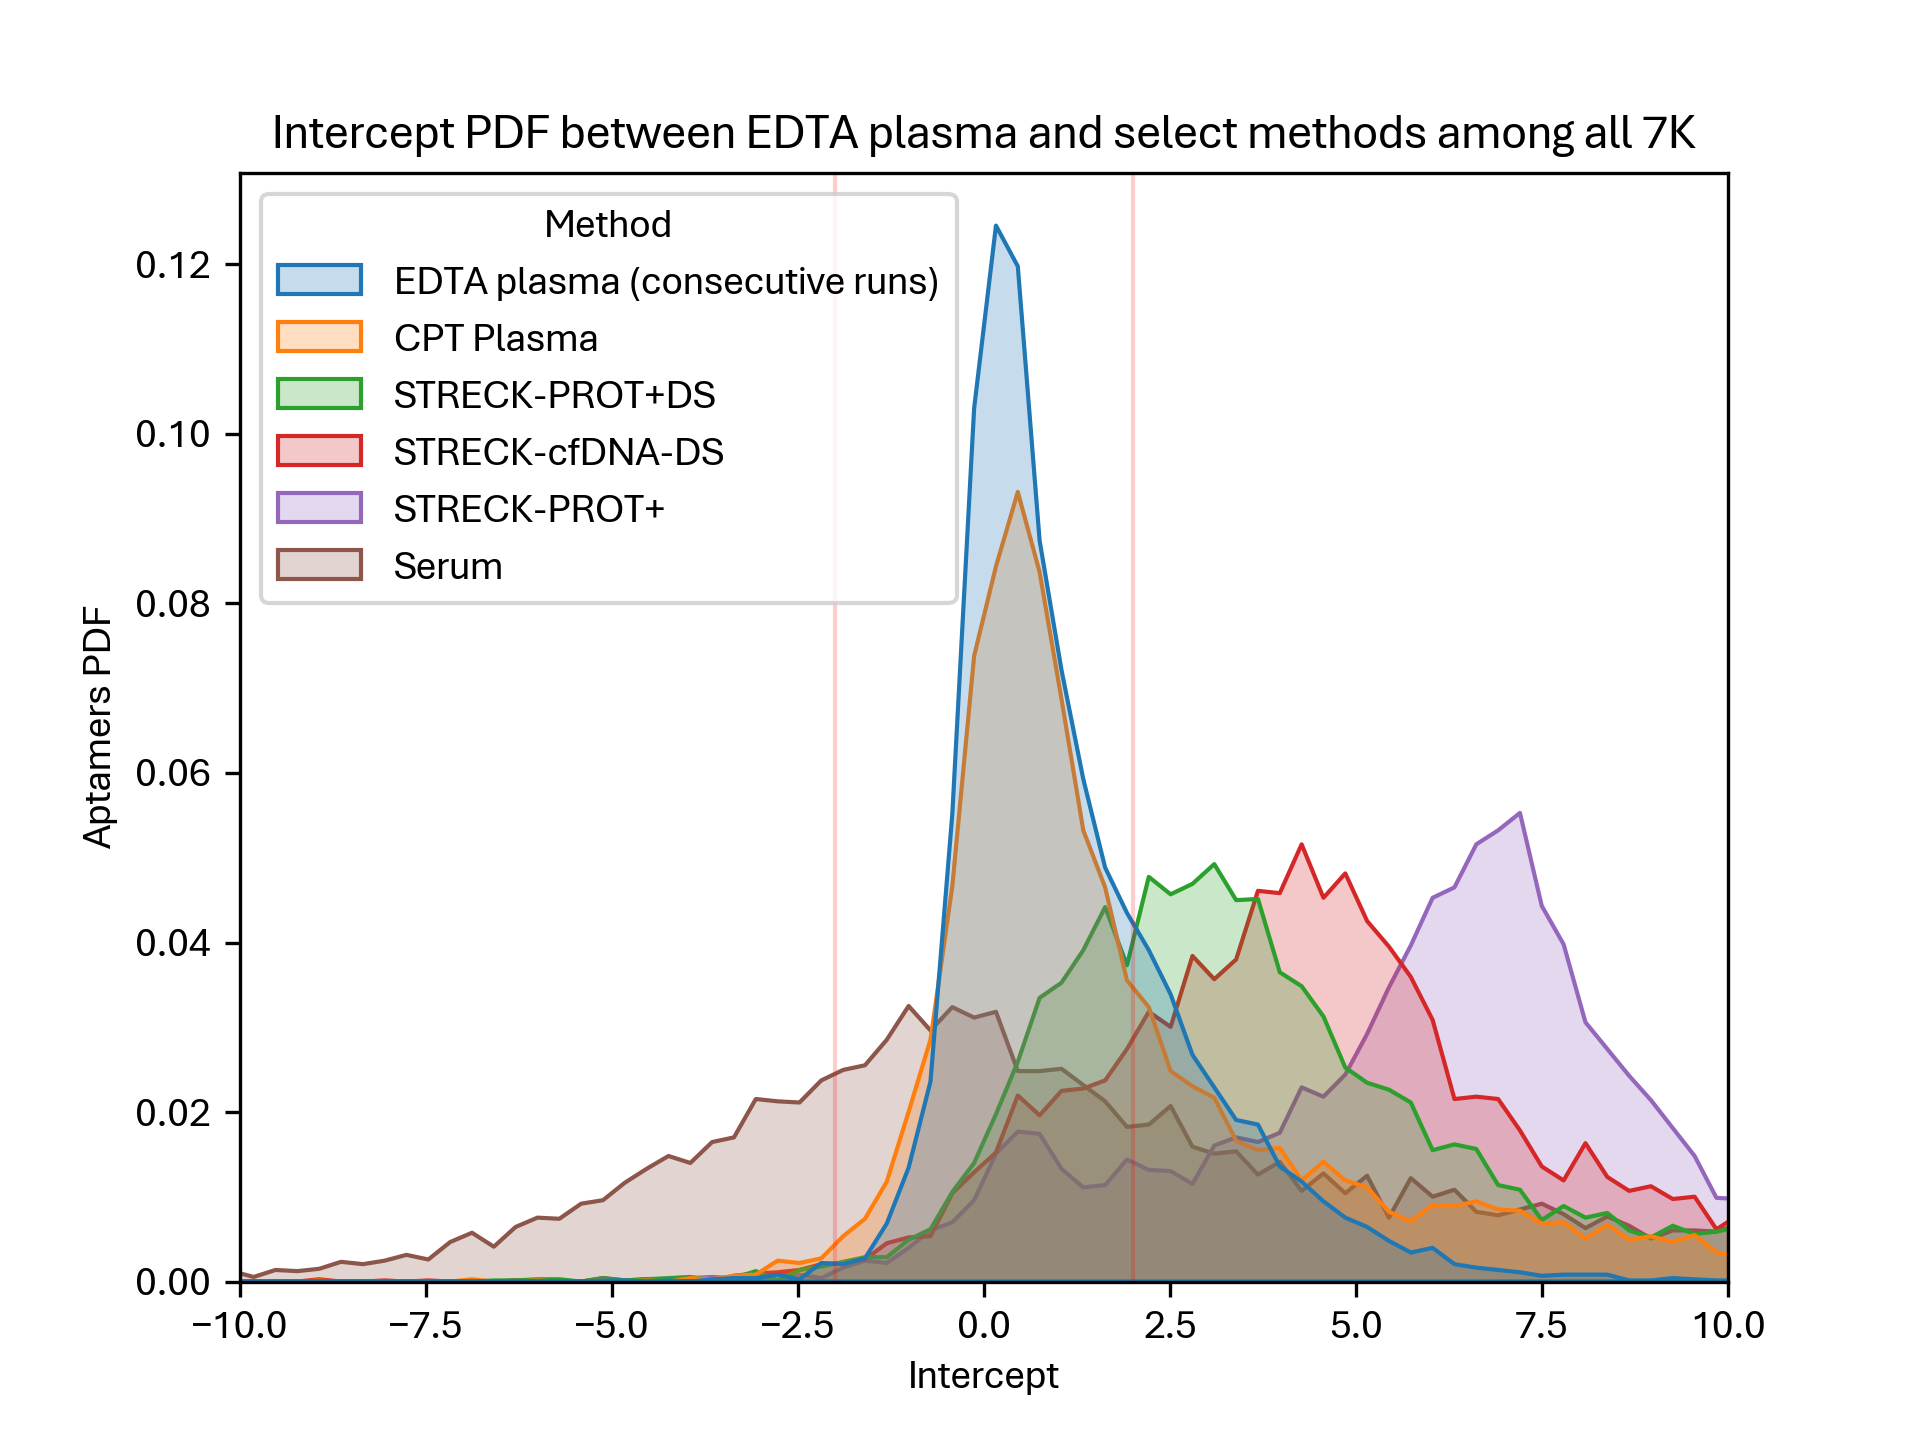 Intercept PDF between EDTA plasma and select methods among all 7K
Method
EDTA plasma (consecutive runs)
CPT Plasma
STRECK-PROT+DS
STRECK-cfDNA-DS
STRECK-PROT+
Serum
Aptamers PDF
0.12
0.10
0.08
0.06
0.04
0.02
0.00
−10.0 −7.5 −5.0 −2.5 0.0 2.5 5.0 7.5 10.0
Intercept